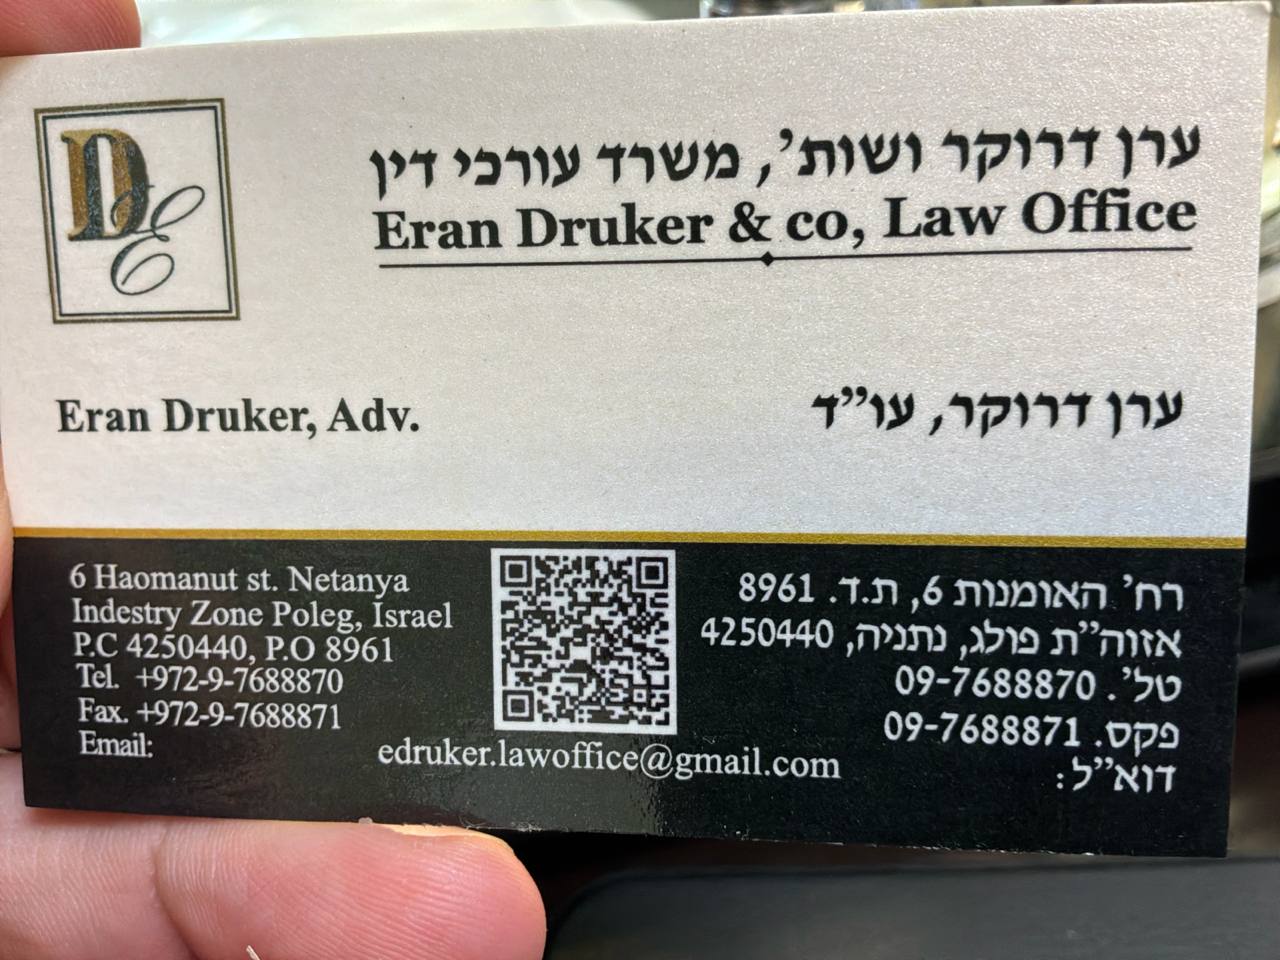 DE
ערן דרוקר ושות', משרד עורכי דין
Eran Druker & co, Law Office
Eran Druker, Adv.
ערן דרוקר, עו"ד
6 Haomanut st. Netanya
Indestry Zone Poleg, Israel
P.C 4250440, P.O 8961
Tel. +972-9-7688870
Fax. +972-9-7688871
Email:
רח' האומנות 6, ת.ד. 8961
אזוה"ת פולג, נתניה, 4250440
טל'. 09-7688870
פקס. 09-7688871
דוא"ל:
edruker.lawoffice@gmail.com